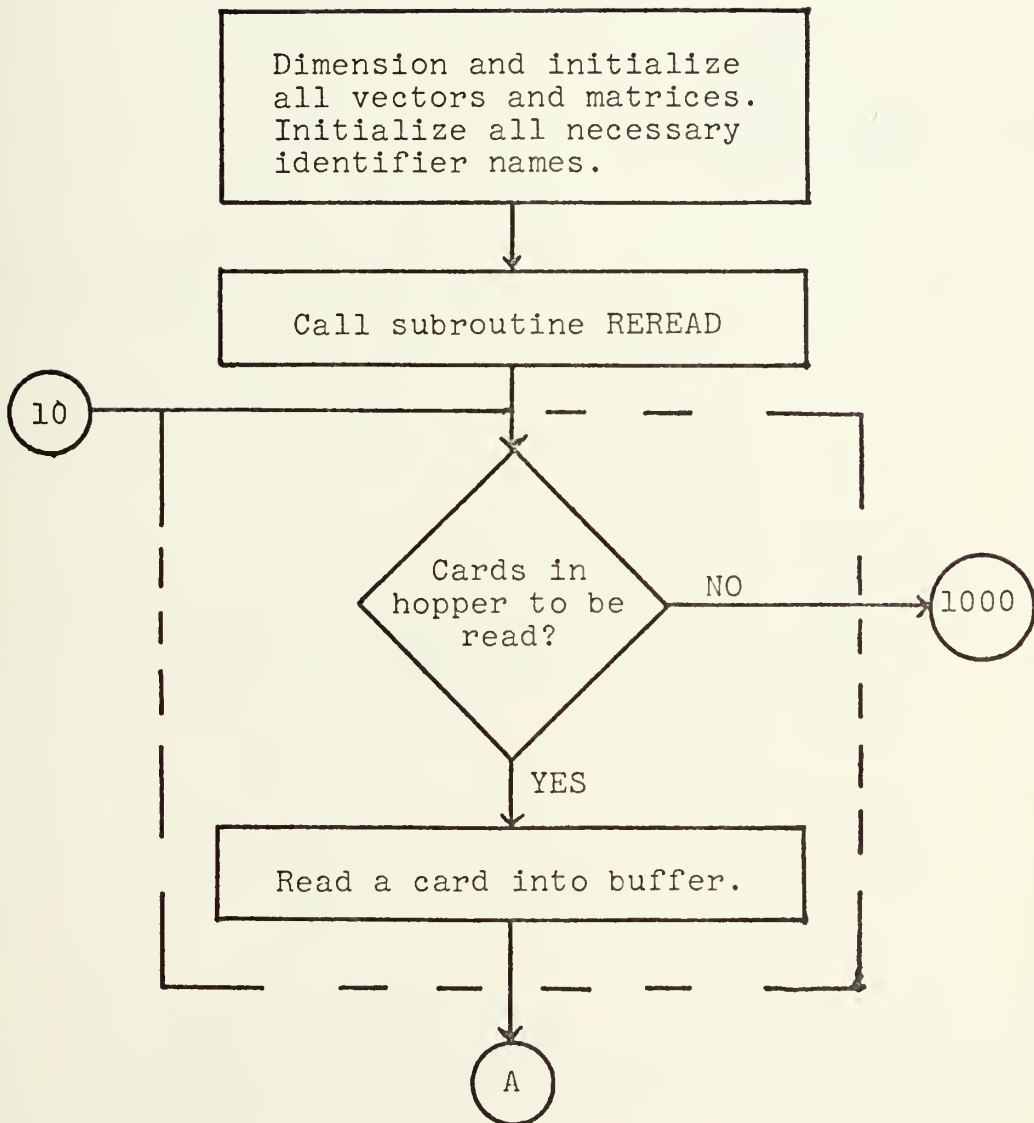 Dimension and initialize
all vectors and matrices.
Initialize all necessary
identifier names.
Call subroutine REREAD
10
Cards in
hopper to be
read?
NO
1000
YES
Read a card into buffer.
A